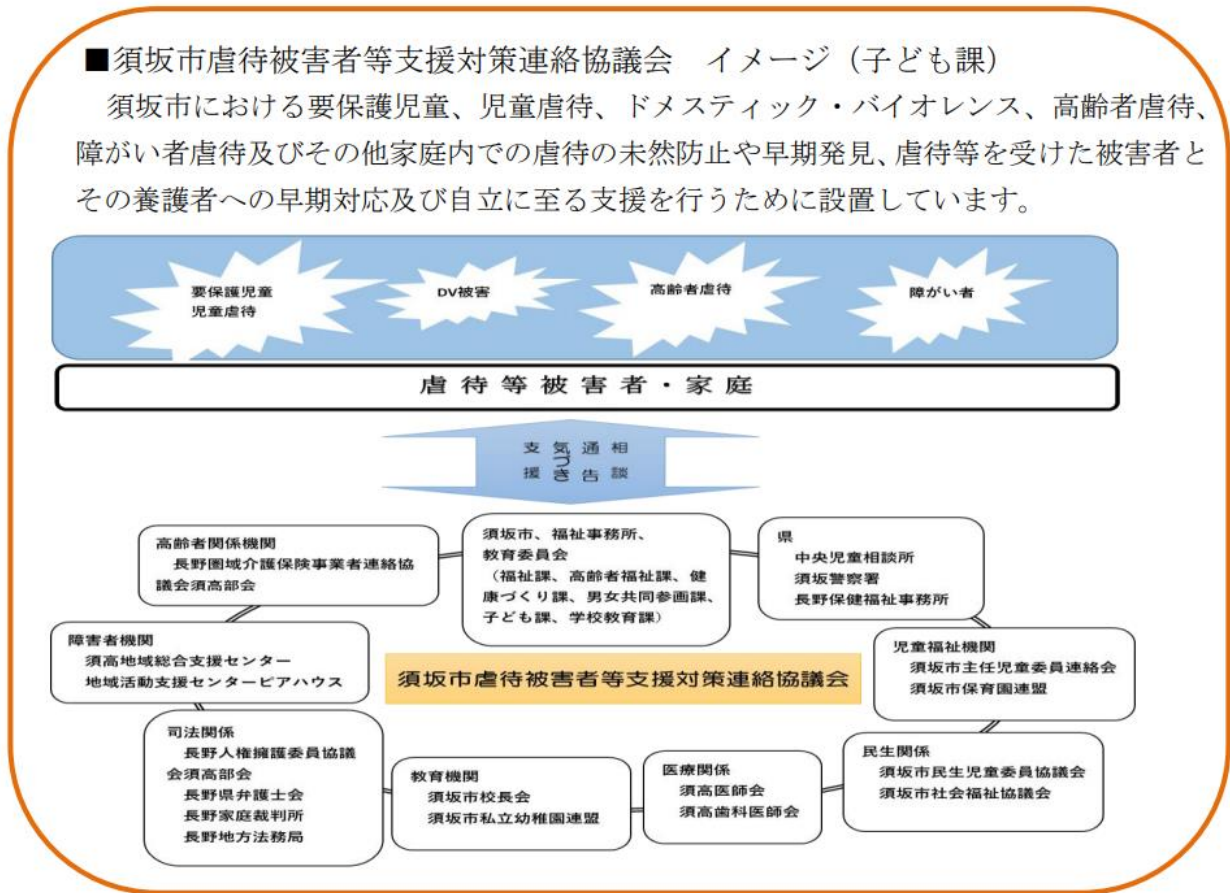 ■須坂市虐待被害者等支援対策連絡協議会　イメージ（子ども課）
須坂市における要保護児童、児童虐待、ドメスティック・バイオレンス、高齢者虐待、
障がい者虐待及びその他家庭内での虐待の未然防止や早期発見、虐待等を受けた被害者と
その養護者への早期対応及び自立に至る支援を行うために設置しています。
要保護児童
児童虐待
DV被害
高齢者虐待
障がい者
虐待等被害者・家庭
相談
通告
気づき
支援
高齢者関係機関
長野圏域介護保険事業者連絡協
議会須高部会
須坂市、福祉事務所、
教育委員会
（福祉課、高齢者福祉課、健
康づくり課、男女共同参画課、
子ども課、学校教育課）
県
中央児童相談所
須坂警察署
長野保健福祉事務所
障害者機関
須高地域総合支援センター
地域活動支援センターピアハウス
須坂市虐待被害者等支援対策連絡協議会
児童福祉機関
須坂市主任児童委員連絡会
須坂市保育園連盟
司法関係
長野人権擁護委員協議
会須高部会
長野県弁護士会
長野家庭裁判所
長野地方法務局
教育機関
須坂市校長会
須坂市私立幼稚園連盟
医療関係
須高医師会
須高歯科医師会
民生関係
須坂市民生児童委員協議会
須坂市社会福祉協議会